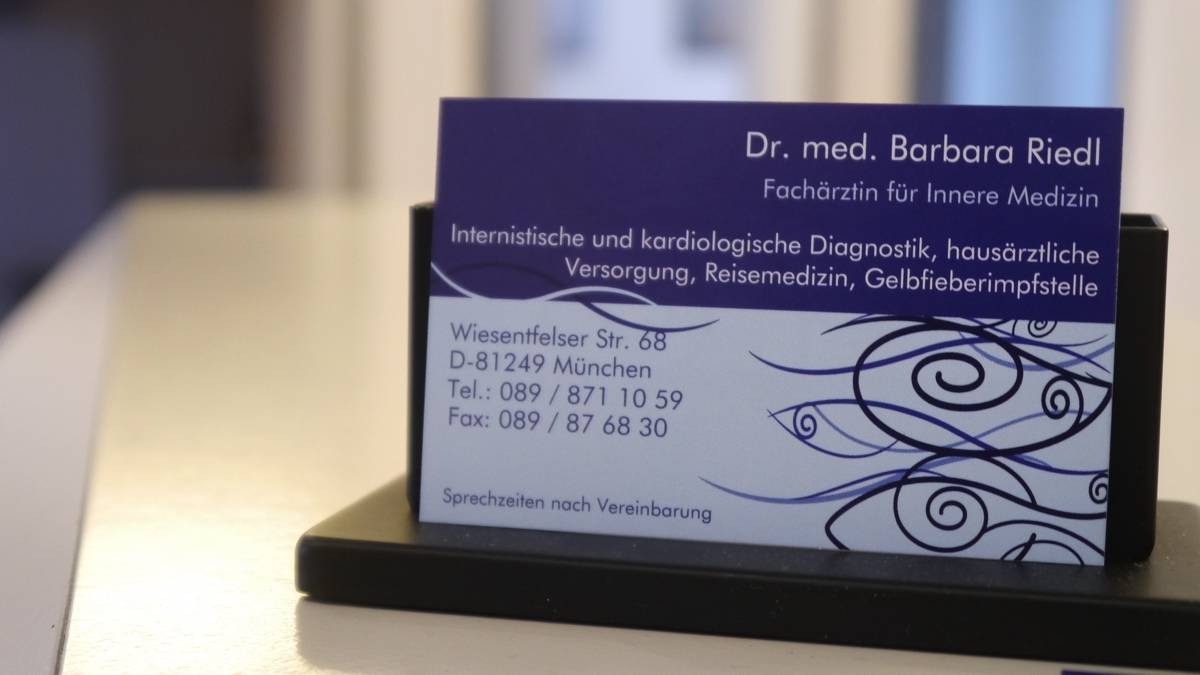 Dr. med. Barbara Riedl
Fachärztin für Innere Medizin
Internistische und kardiologische Diagnostik, hausärztliche
Versorgung, Reisemedizin, Gelbfieberimpfstelle
Wiesentfelser Str. 68
D-81249 München
Tel.: 089 / 871 10 59
Fax: 089 / 87 68 30
Sprechzeiten nach Vereinbarung